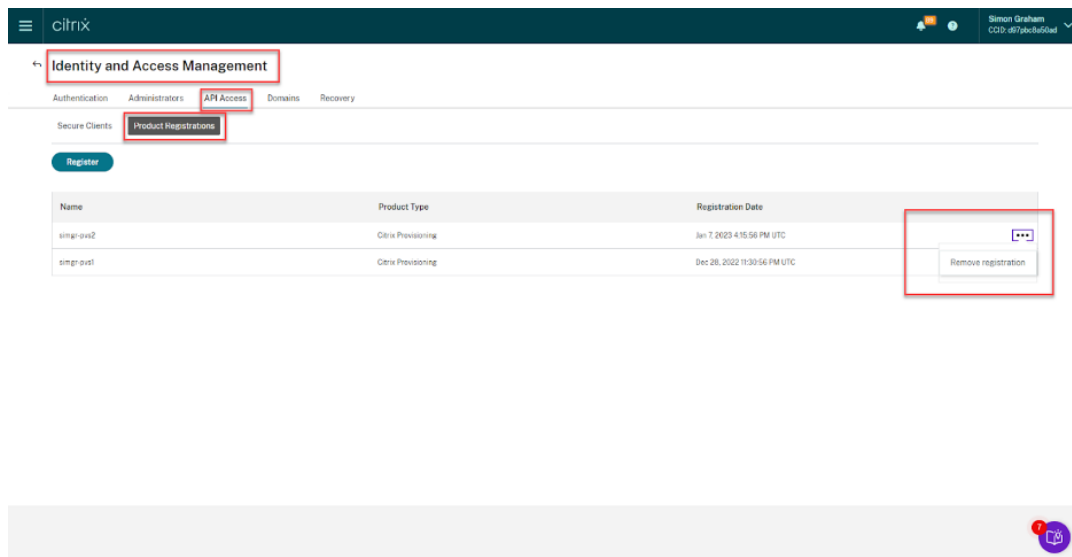 citrix
Simon Graham
CCID: d97pbc8a50ad
Identity and Access Management
Authentication Administrators API Access Domains Recovery
Secure Clients Product Registrations
Register
Name Product Type Registration Date
simgr-pvs2 Citrix Provisioning Jan 7, 2023 4:15:56 PM UTC
simgr-pvs1 Citrix Provisioning Dec 28, 2022 11:30:56 PM UTC
Remove registration
7